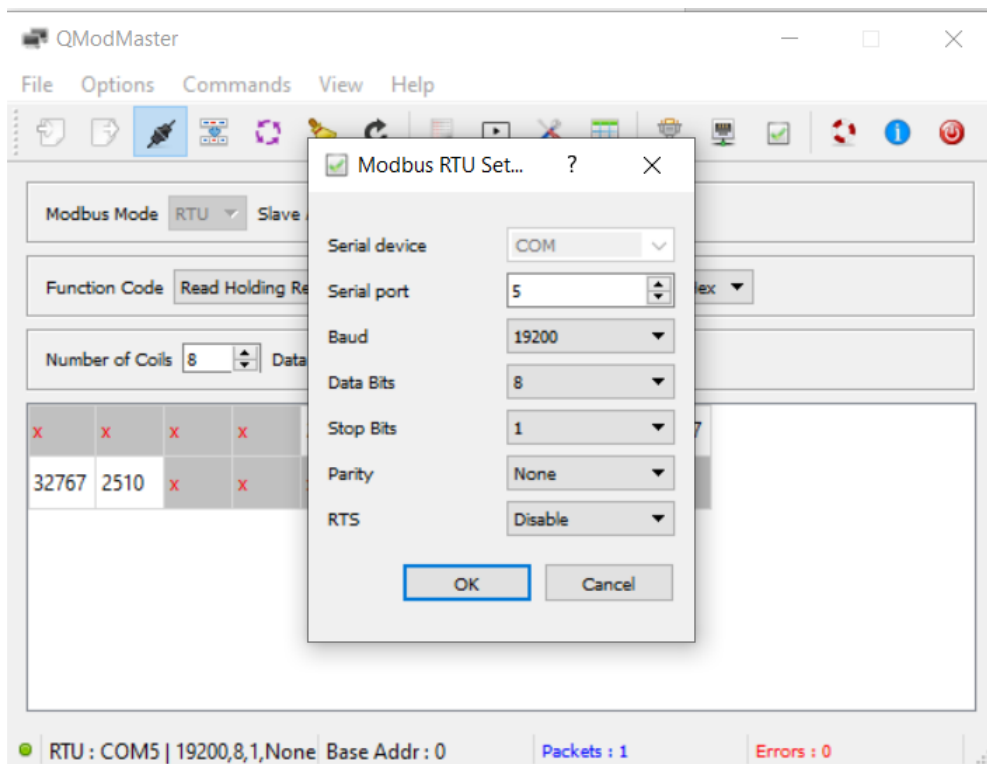 QModMaster
File Options Commands View Help
Modbus RTU Set... ?
Modbus Mode RTU Slave
Serial device COM
Function Code Read Holding Re
Serial port 5
ex
Baud 19200
Number of Coils 8 Data
Data Bits 8
x x x x
Stop Bits 1
7
32767 2510 x x
Parity None
RTS Disable
OK Cancel
RTU : COM5 | 19200,8,1,None Base Addr : 0 Packets : 1 Errors : 0